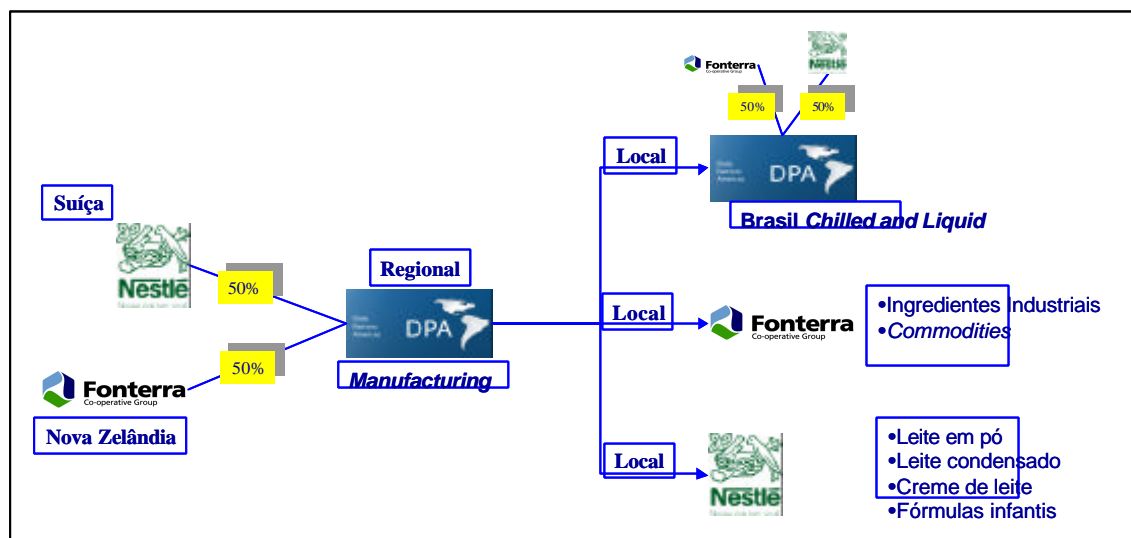 Fonterra
Co-operative Group
Nestlé
50%
50%
Local
DPA
Brasil Chilled and Liquid
Suíça
Nestlé
50%
Regional
DPA
Manufacturing
50%
Fonterra
Co-operative Group
Nova Zelândia
Local
Fonterra
Co-operative Group
•Ingredientes Industriais
•Commodities
Local
Nestlé
•Leite em pó
•Leite condensado
•Creme de leite
•Fórmulas infantis